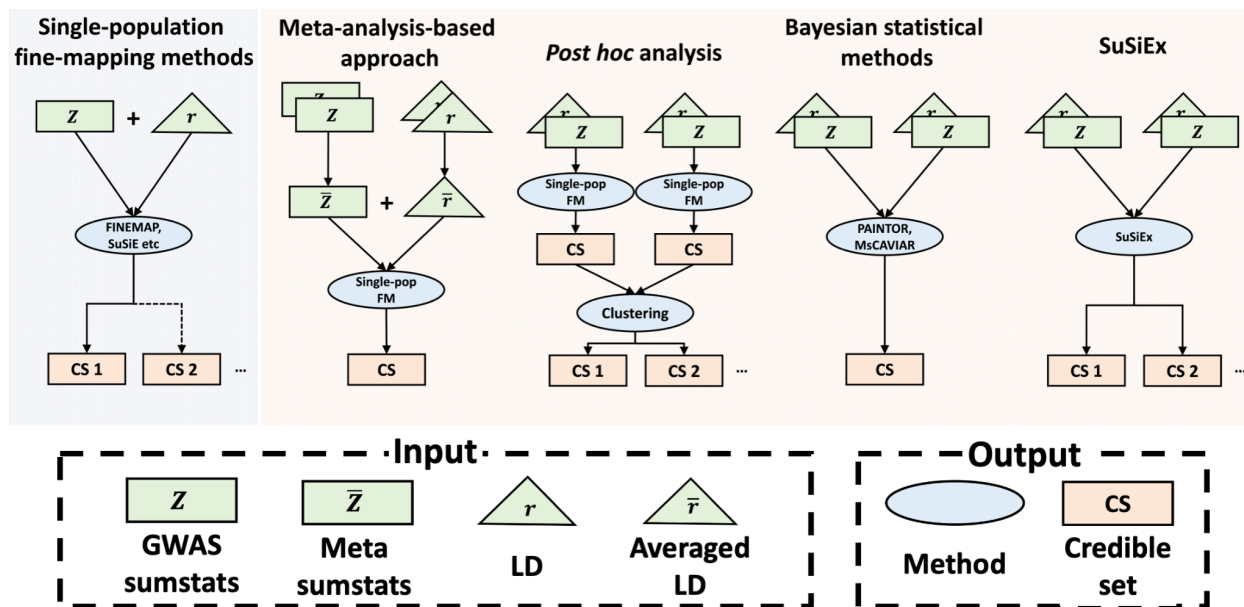 Single-population
fine-mapping methods
Z
+
r
FINEMAP,
SuSiE etc
CS 1
CS 2
...
Meta-analysis-based
approach
Z
Z
r
r
Z̅
+
r̅
Single-pop
FM
CS
Post hoc analysis
r
Z
r
Z
Single-pop
FM
Single-pop
FM
CS
CS
Clustering
CS 1
CS 2
...
Bayesian statistical
methods
r
Z
r
Z
PAINTOR,
MsCAVIAR
CS
SuSiEx
r
Z
r
Z
SuSiEx
CS 1
CS 2
...
Input
Z
GWAS
sumstats
Z̅
Meta
sumstats
r
LD
r̅
Averaged
LD
Output
Method
CS
Credible
set